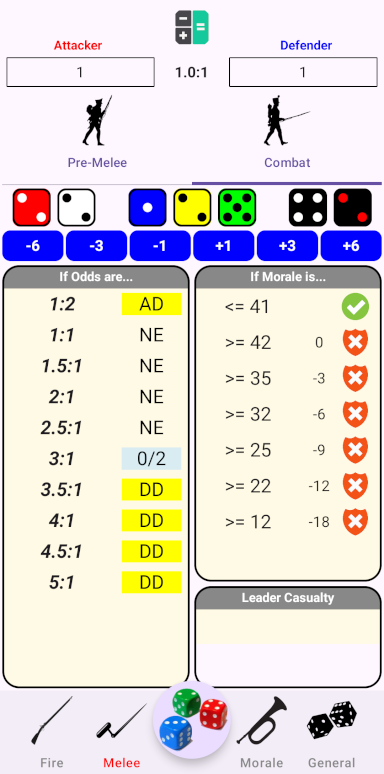 Attacker
Defender
1
1.0:1
1
Pre-Melee
Combat
-6
-3
-1
+1
+3
+6
If Odds are...
1:2 AD
1:1 NE
1.5:1 NE
2:1 NE
2.5:1 NE
3:1 0/2
3.5:1 DD
4:1 DD
4.5:1 DD
5:1 DD
If Morale is...
<= 41
>= 42 0
>= 35 -3
>= 32 -6
>= 25 -9
>= 22 -12
>= 12 -18
Leader Casualty
Fire
Melee
Morale
General